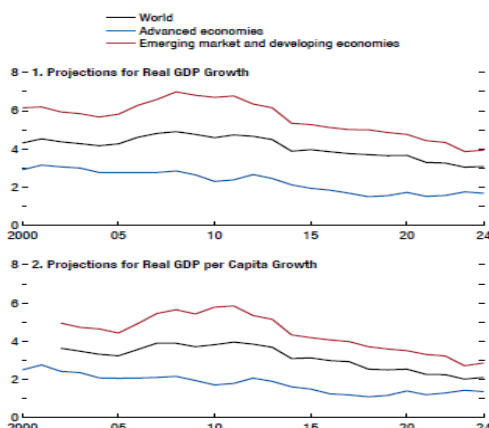 World
Advanced economies
Emerging market and developing economies
8 – 1. Projections for Real GDP Growth
6
4
2
0
2000 05 10 15 20 24
8 – 2. Projections for Real GDP per Capita Growth
6
4
2
0
2000 05 10 15 20 24